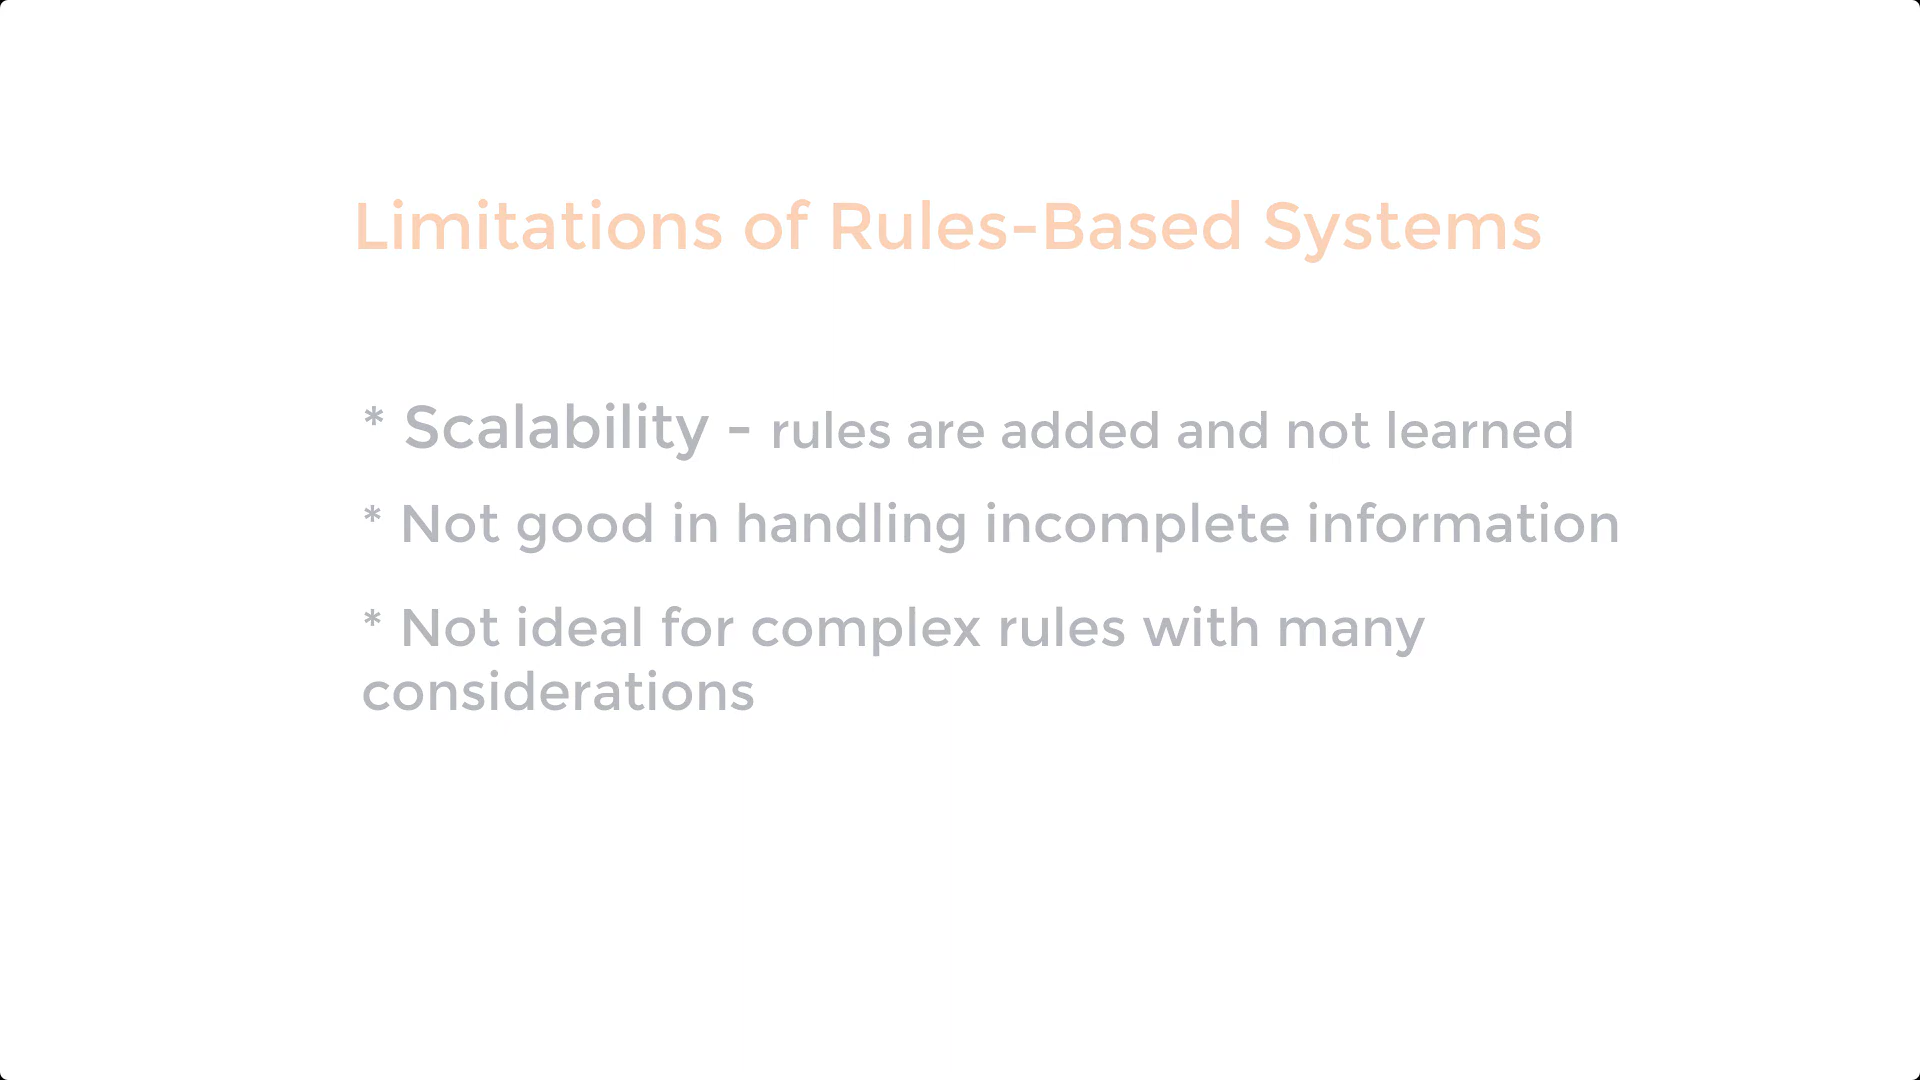 Limitations of Rules-Based Systems
* Scalability - rules are added and not learned
* Not good in handling incomplete information
* Not ideal for complex rules with many
considerations